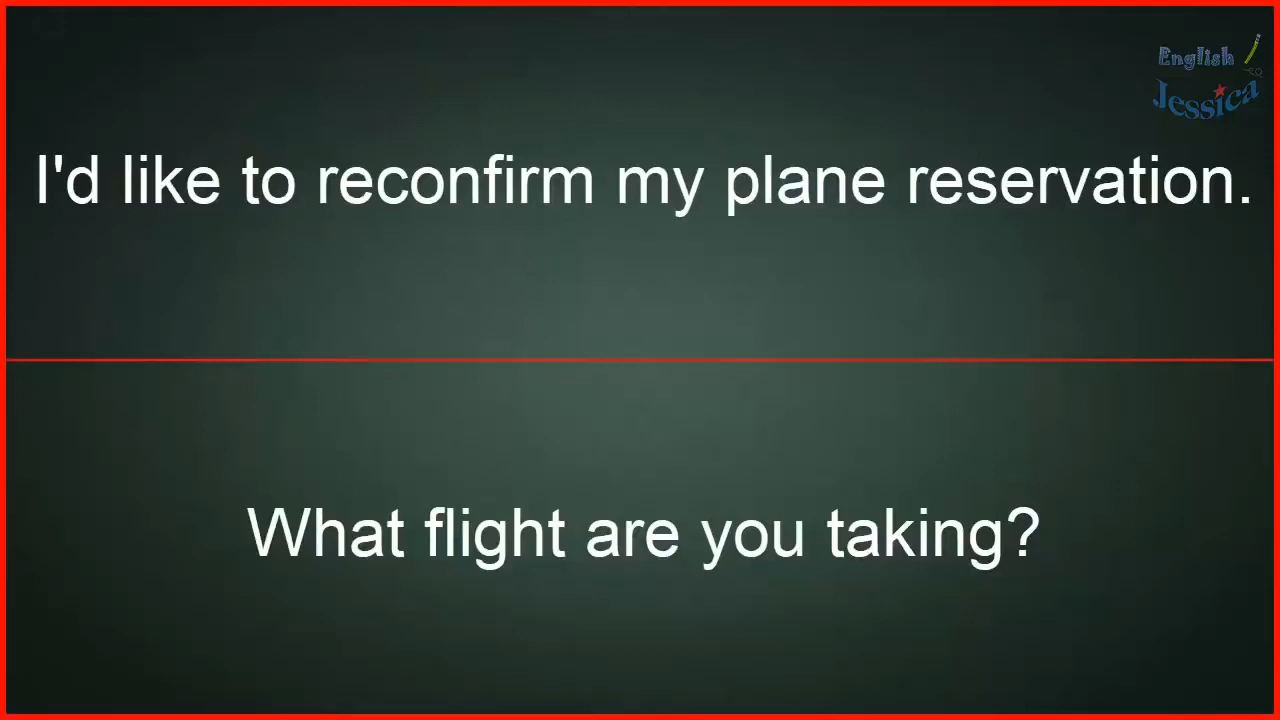 English
Jessica
I'd like to reconfirm my plane reservation.
What flight are you taking?